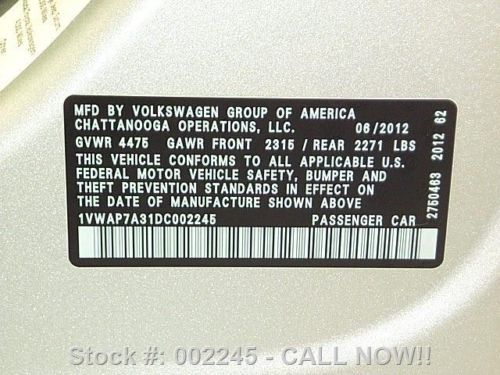 MFD BY VOLKSWAGEN GROUP OF AMERICA
CHATTANOOGA OPERATIONS, LLC. 06/2012
GVWR 4475 GAWR FRONT 2315 / REAR 2271 LBS
THIS VEHICLE CONFORMS TO ALL APPLICABLE U.S.
FEDERAL MOTOR VEHICLE SAFETY, BUMPER AND
THEFT PREVENTION STANDARDS IN EFFECT ON
THE DATE OF MANUFACTURE SHOWN ABOVE
1VWAP7A31DC002245 PASSENGER CAR
2750463 2012 62
Stock #: 002245 - CALL NOW!!